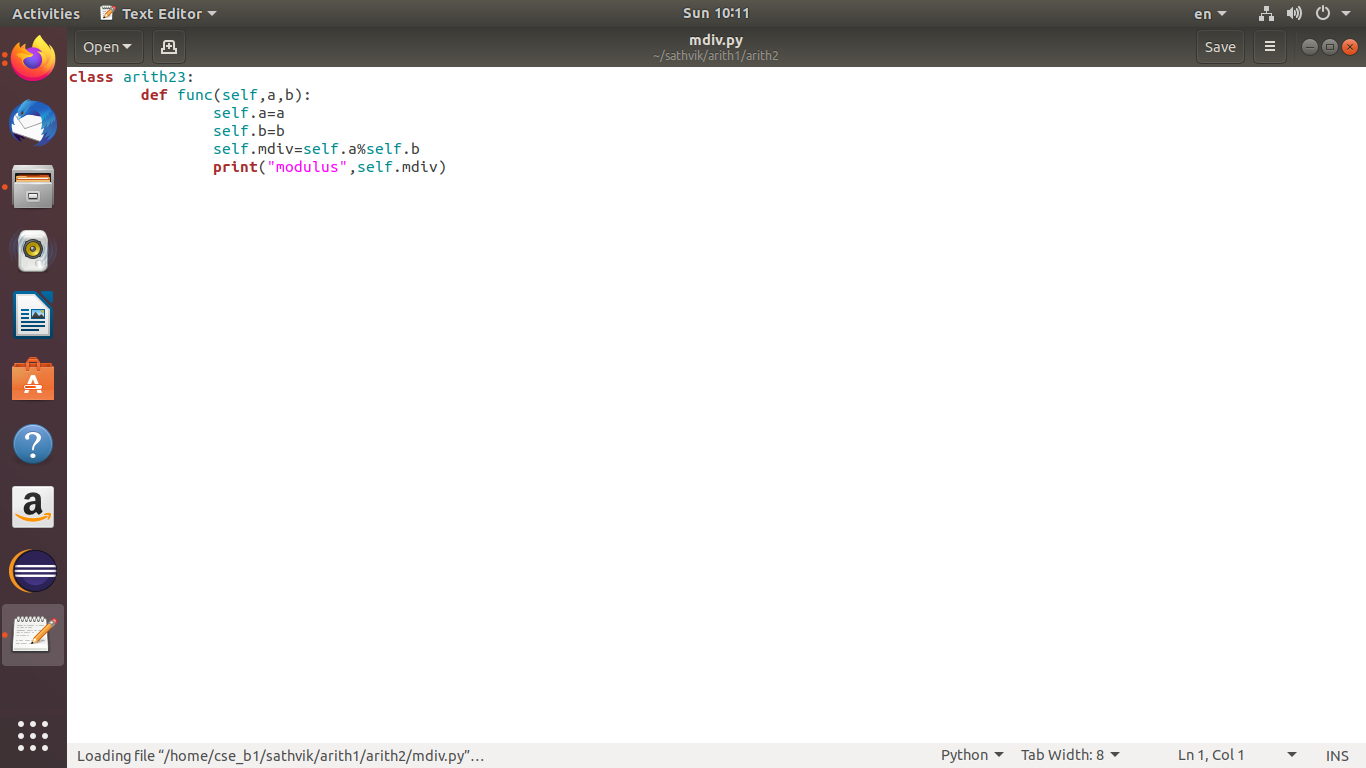 Activities Text Editor Sun 10:11 en
Open mdiv.py Save
~/sathvik/arith1/arith2
class arith23:
        def func(self,a,b):
                self.a=a
                self.b=b
                self.mdiv=self.a%self.b
                print("modulus",self.mdiv)
Loading file “/home/cse_b1/sathvik/arith1/arith2/mdiv.py”… Python Tab Width: 8 Ln 1, Col 1 INS